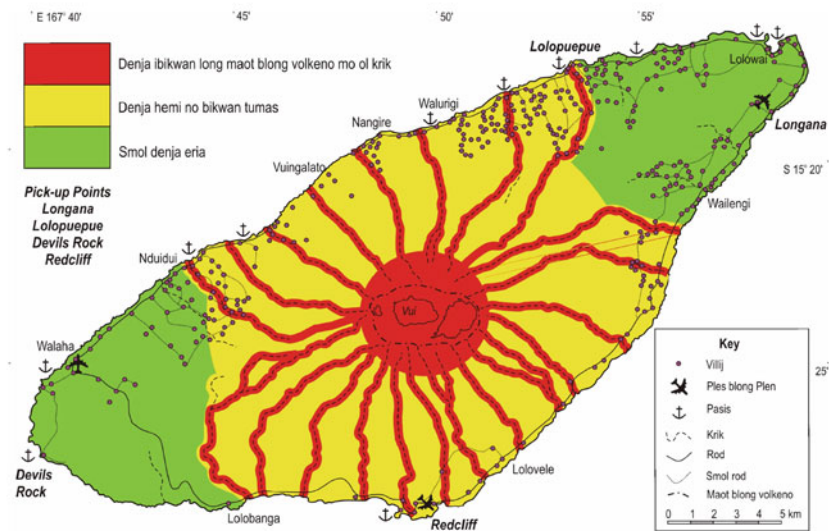 E 167° 40'
45'
50'
55'
Denja ibikwan long maot blong volkeno mo ol krik
Denja hemi no bikwan tumas
Smol denja eria
Pick-up Points
Longana
Lolopuepue
Devils Rock
Redcliff
Lolopuepue
Lolowai
Longana
Walurigi
Nangire
Vuingalato
S 15° 20'
Wailengi
Nduidui
Vui
Walaha
25'
Devils
Rock
Lolobanga
Redcliff
Lolovele
Key
Villij
Ples blong Plen
Pasis
Krik
Rod
Smol rod
Maot blong volkeno
0 1 2 3 4 5 km